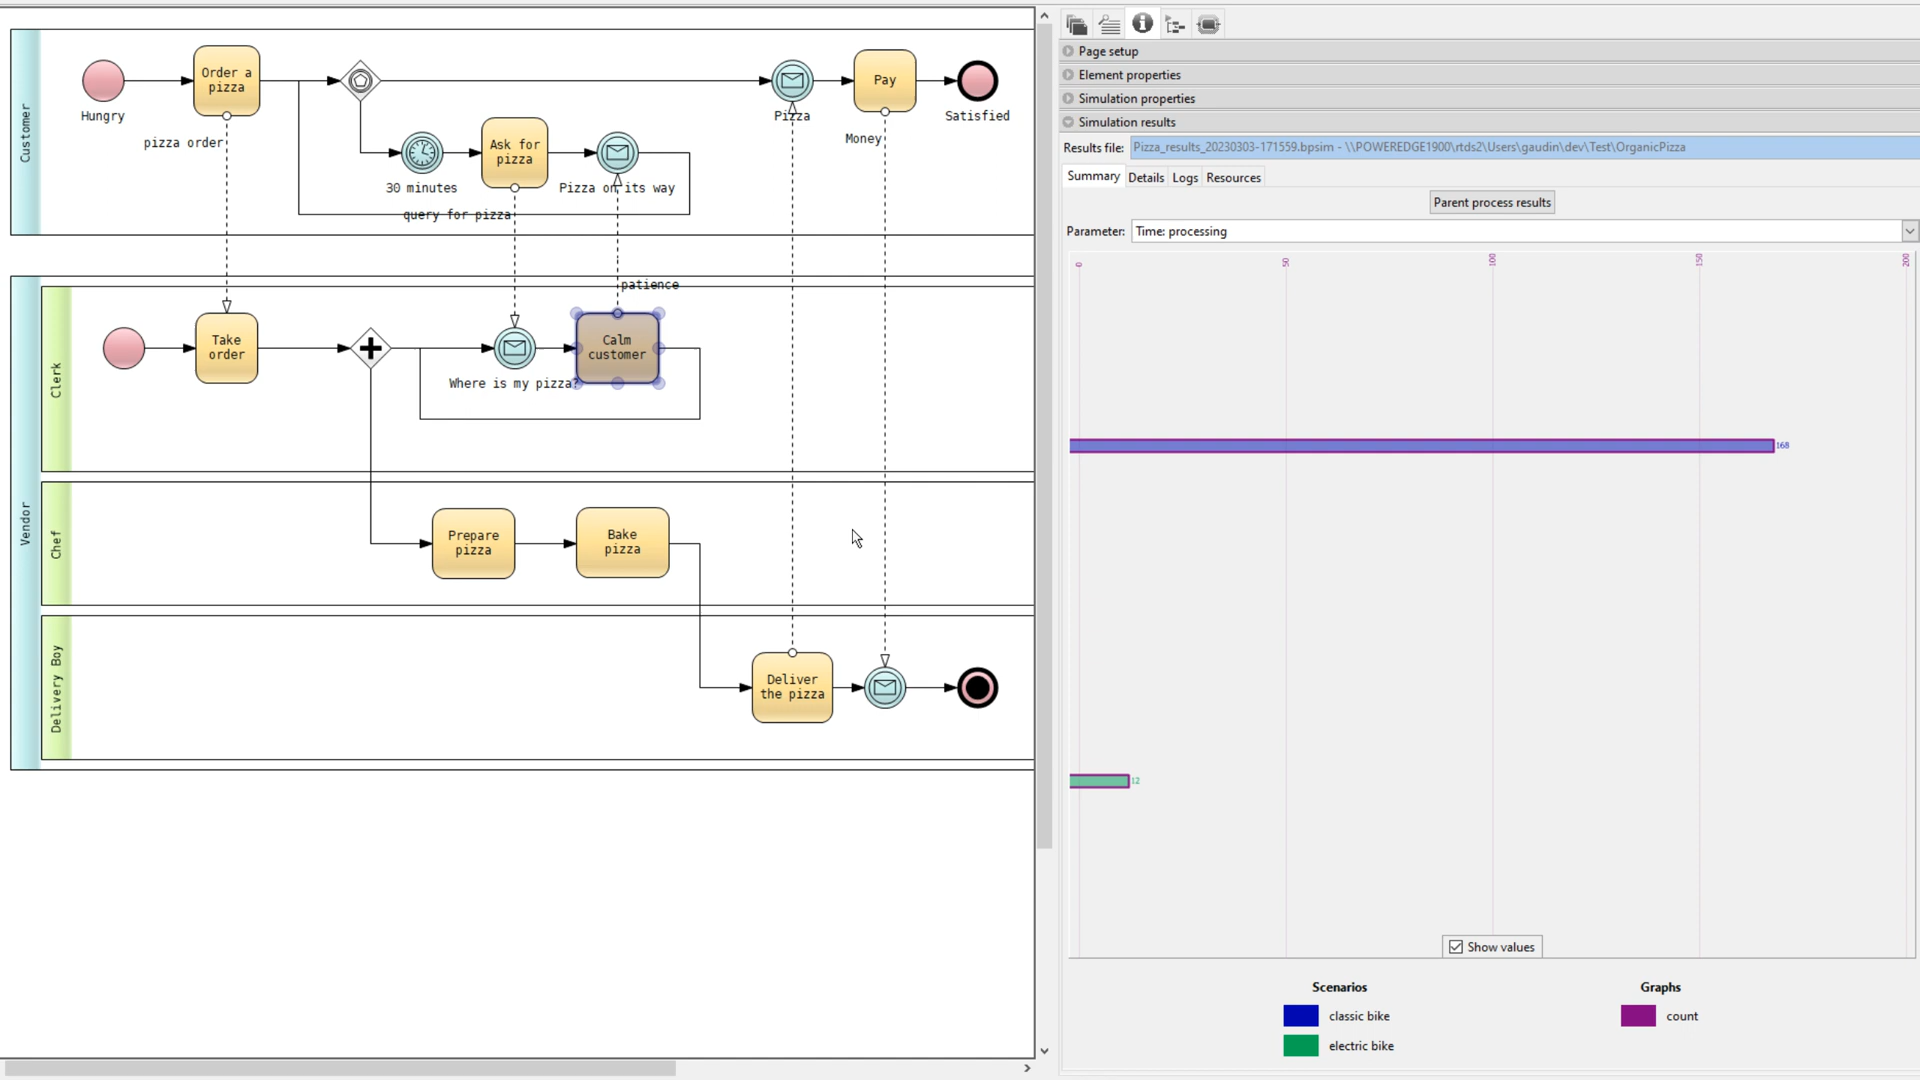 Customer
Hungry
Order a
pizza
pizza order
30 minutes
Ask for
pizza
Pizza on its way
query for pizza
Pizza
Pay
Money
Satisfied
patience
Vendor
Clerk
Take
order
Where is my pizza?
Calm
customer
Chef
Prepare
pizza
Bake
pizza
Delivery Boy
Deliver
the pizza
Page setup
Element properties
Simulation properties
Simulation results
Results file: Pizza_results_20230303-171559.bpsim - \\POWEREDGE1900\rtds2\Users\gaudin\dev\Test\OrganicPizza
Summary Details Logs Resources
Parent process results
Parameter: Time: processing
0 50 100 150 200
168
12
Show values
Scenarios
classic bike
electric bike
Graphs
count